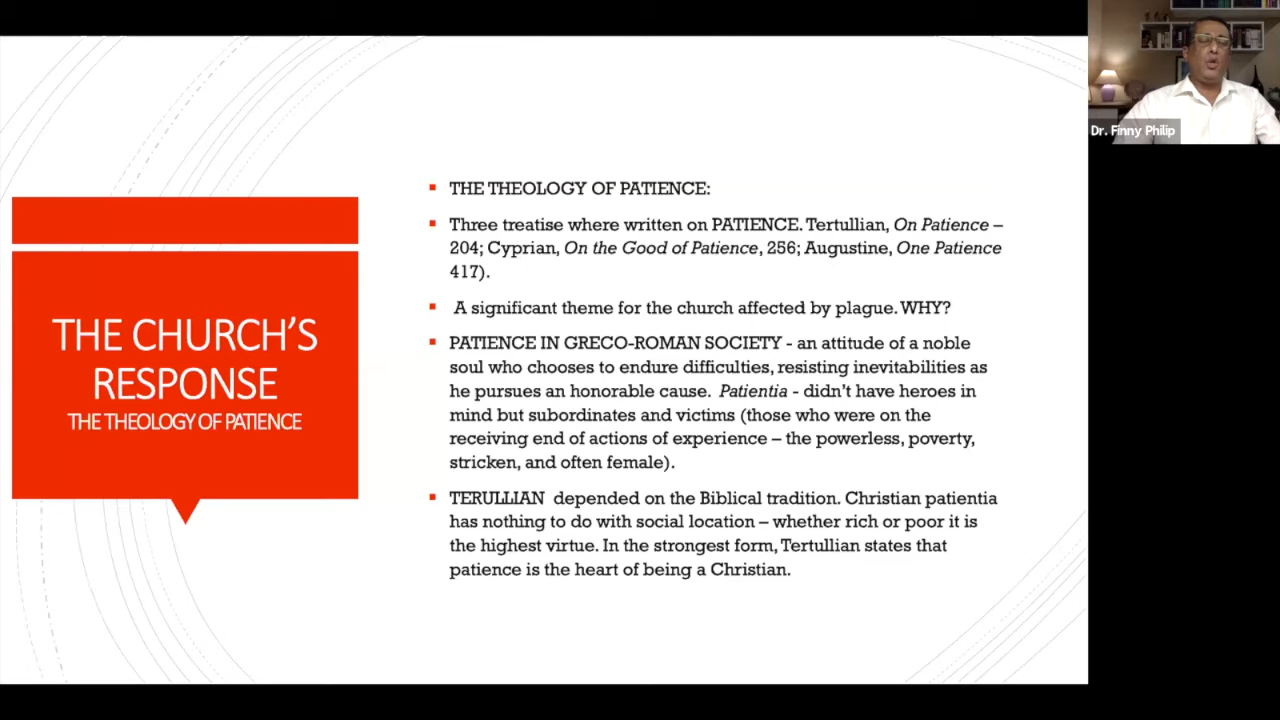 THE CHURCH'S
RESPONSE
THE THEOLOGY OF PATIENCE
▪ THE THEOLOGY OF PATIENCE:
▪ Three treatise where written on PATIENCE. Tertullian, On Patience –
204; Cyprian, On the Good of Patience, 256; Augustine, One Patience
417).
▪ A significant theme for the church affected by plague. WHY?
▪ PATIENCE IN GRECO-ROMAN SOCIETY - an attitude of a noble
soul who chooses to endure difficulties, resisting inevitabilities as
he pursues an honorable cause. Patientia - didn't have heroes in
mind but subordinates and victims (those who were on the
receiving end of actions of experience – the powerless, poverty,
stricken, and often female).
▪ TERULLIAN depended on the Biblical tradition. Christian patientia
has nothing to do with social location – whether rich or poor it is
the highest virtue. In the strongest form, Tertullian states that
patience is the heart of being a Christian.
Dr. Finny Philip